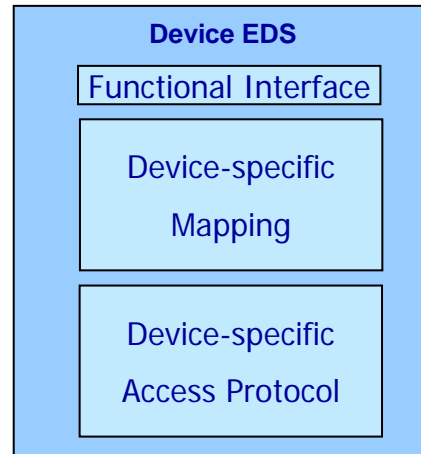 Device EDS
Functional Interface
Device-specific
Mapping
Device-specific
Access Protocol